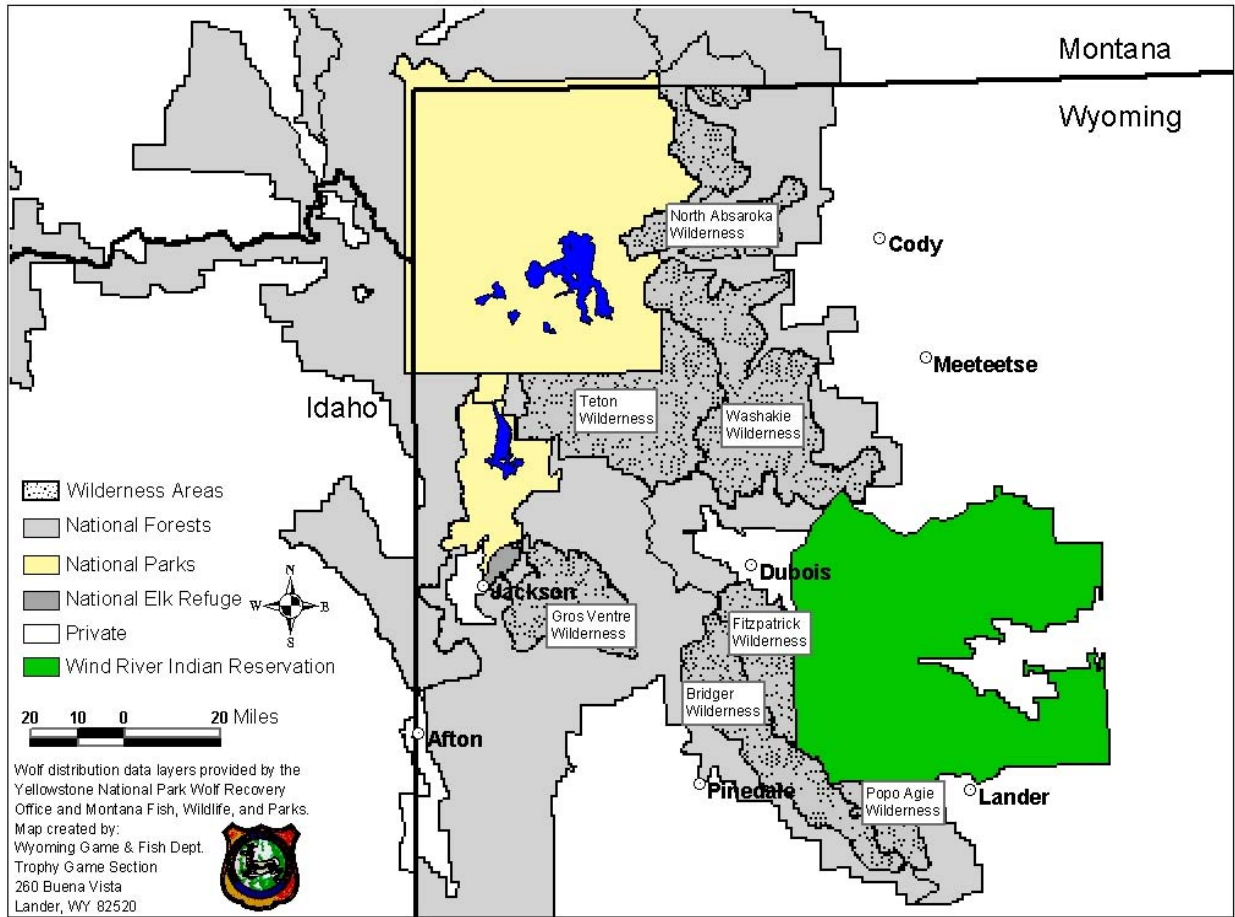 Montana
Wyoming
North Absaroka
Wilderness
Cody
Meeteetse
Idaho
Teton
Wilderness
Washakie
Wilderness
Wilderness Areas
National Forests
National Parks
National Elk Refuge
Private
Wind River Indian Reservation
N
W
E
S
Jackson
Dubois
Gros Ventre
Wilderness
Fitzpatrick
Wilderness
Bridger
Wilderness
20 10 0 20 Miles
Afton
Pinedale
Popo Agie
Wilderness
Lander
Wolf distribution data layers provided by the
Yellowstone National Park Wolf Recovery
Office and Montana Fish, Wildlife, and Parks.
Map created by:
Wyoming Game & Fish Dept.
Trophy Game Section
260 Buena Vista
Lander, WY 82520